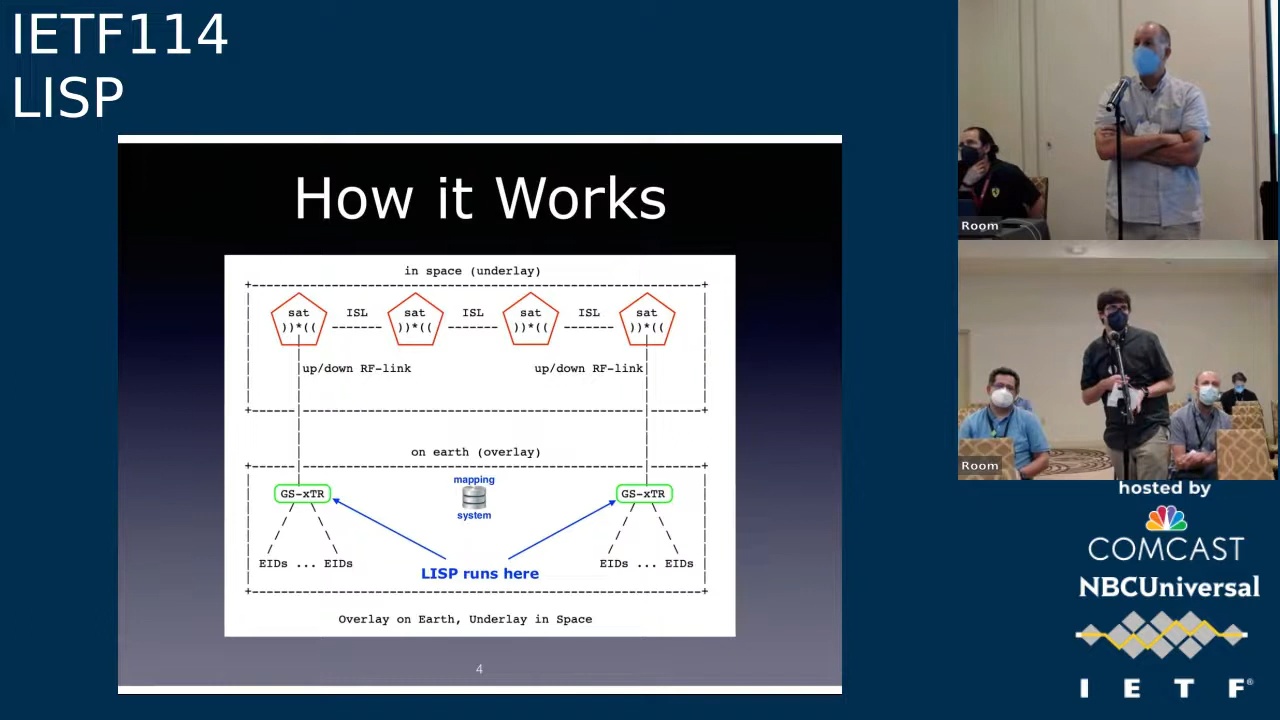 IETF114
LISP
How it Works
in space (underlay)
sat ISL sat ISL sat ISL sat
))*(( ------- ))*(( ------- ))*(( ------- ))*((
up/down RF-link up/down RF-link
on earth (overlay)
mapping
GS-xTR GS-xTR
system
EIDs ... EIDs EIDs ... EIDs
LISP runs here
Overlay on Earth, Underlay in Space
4
Room
Room
hosted by
COMCAST
NBCUniversal
I E T F®